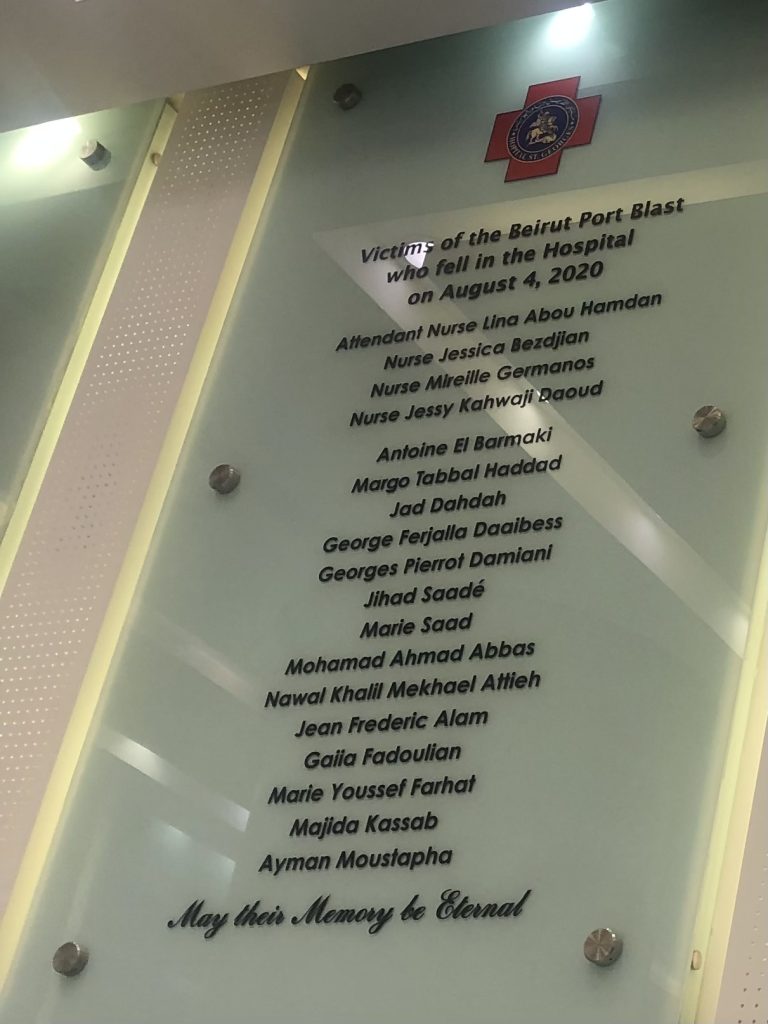 HOPITAL ST. GEORGES
Victims of the Beirut Port Blast
who fell in the Hospital
on August 4, 2020
Attendant Nurse Lina Abou Hamdan
Nurse Jessica Bezdjian
Nurse Mireille Germanos
Nurse Jessy Kahwaji Daoud
Antoine El Barmaki
Margo Tabbal Haddad
Jad Dahdah
George Ferjalla Daaibess
Georges Pierrot Damiani
Jihad Saadé
Marie Saad
Mohamad Ahmad Abbas
Nawal Khalil Mekhael Attieh
Jean Frederic Alam
Gaiia Fadoulian
Marie Youssef Farhat
Majida Kassab
Ayman Moustapha
May their Memory be Eternal